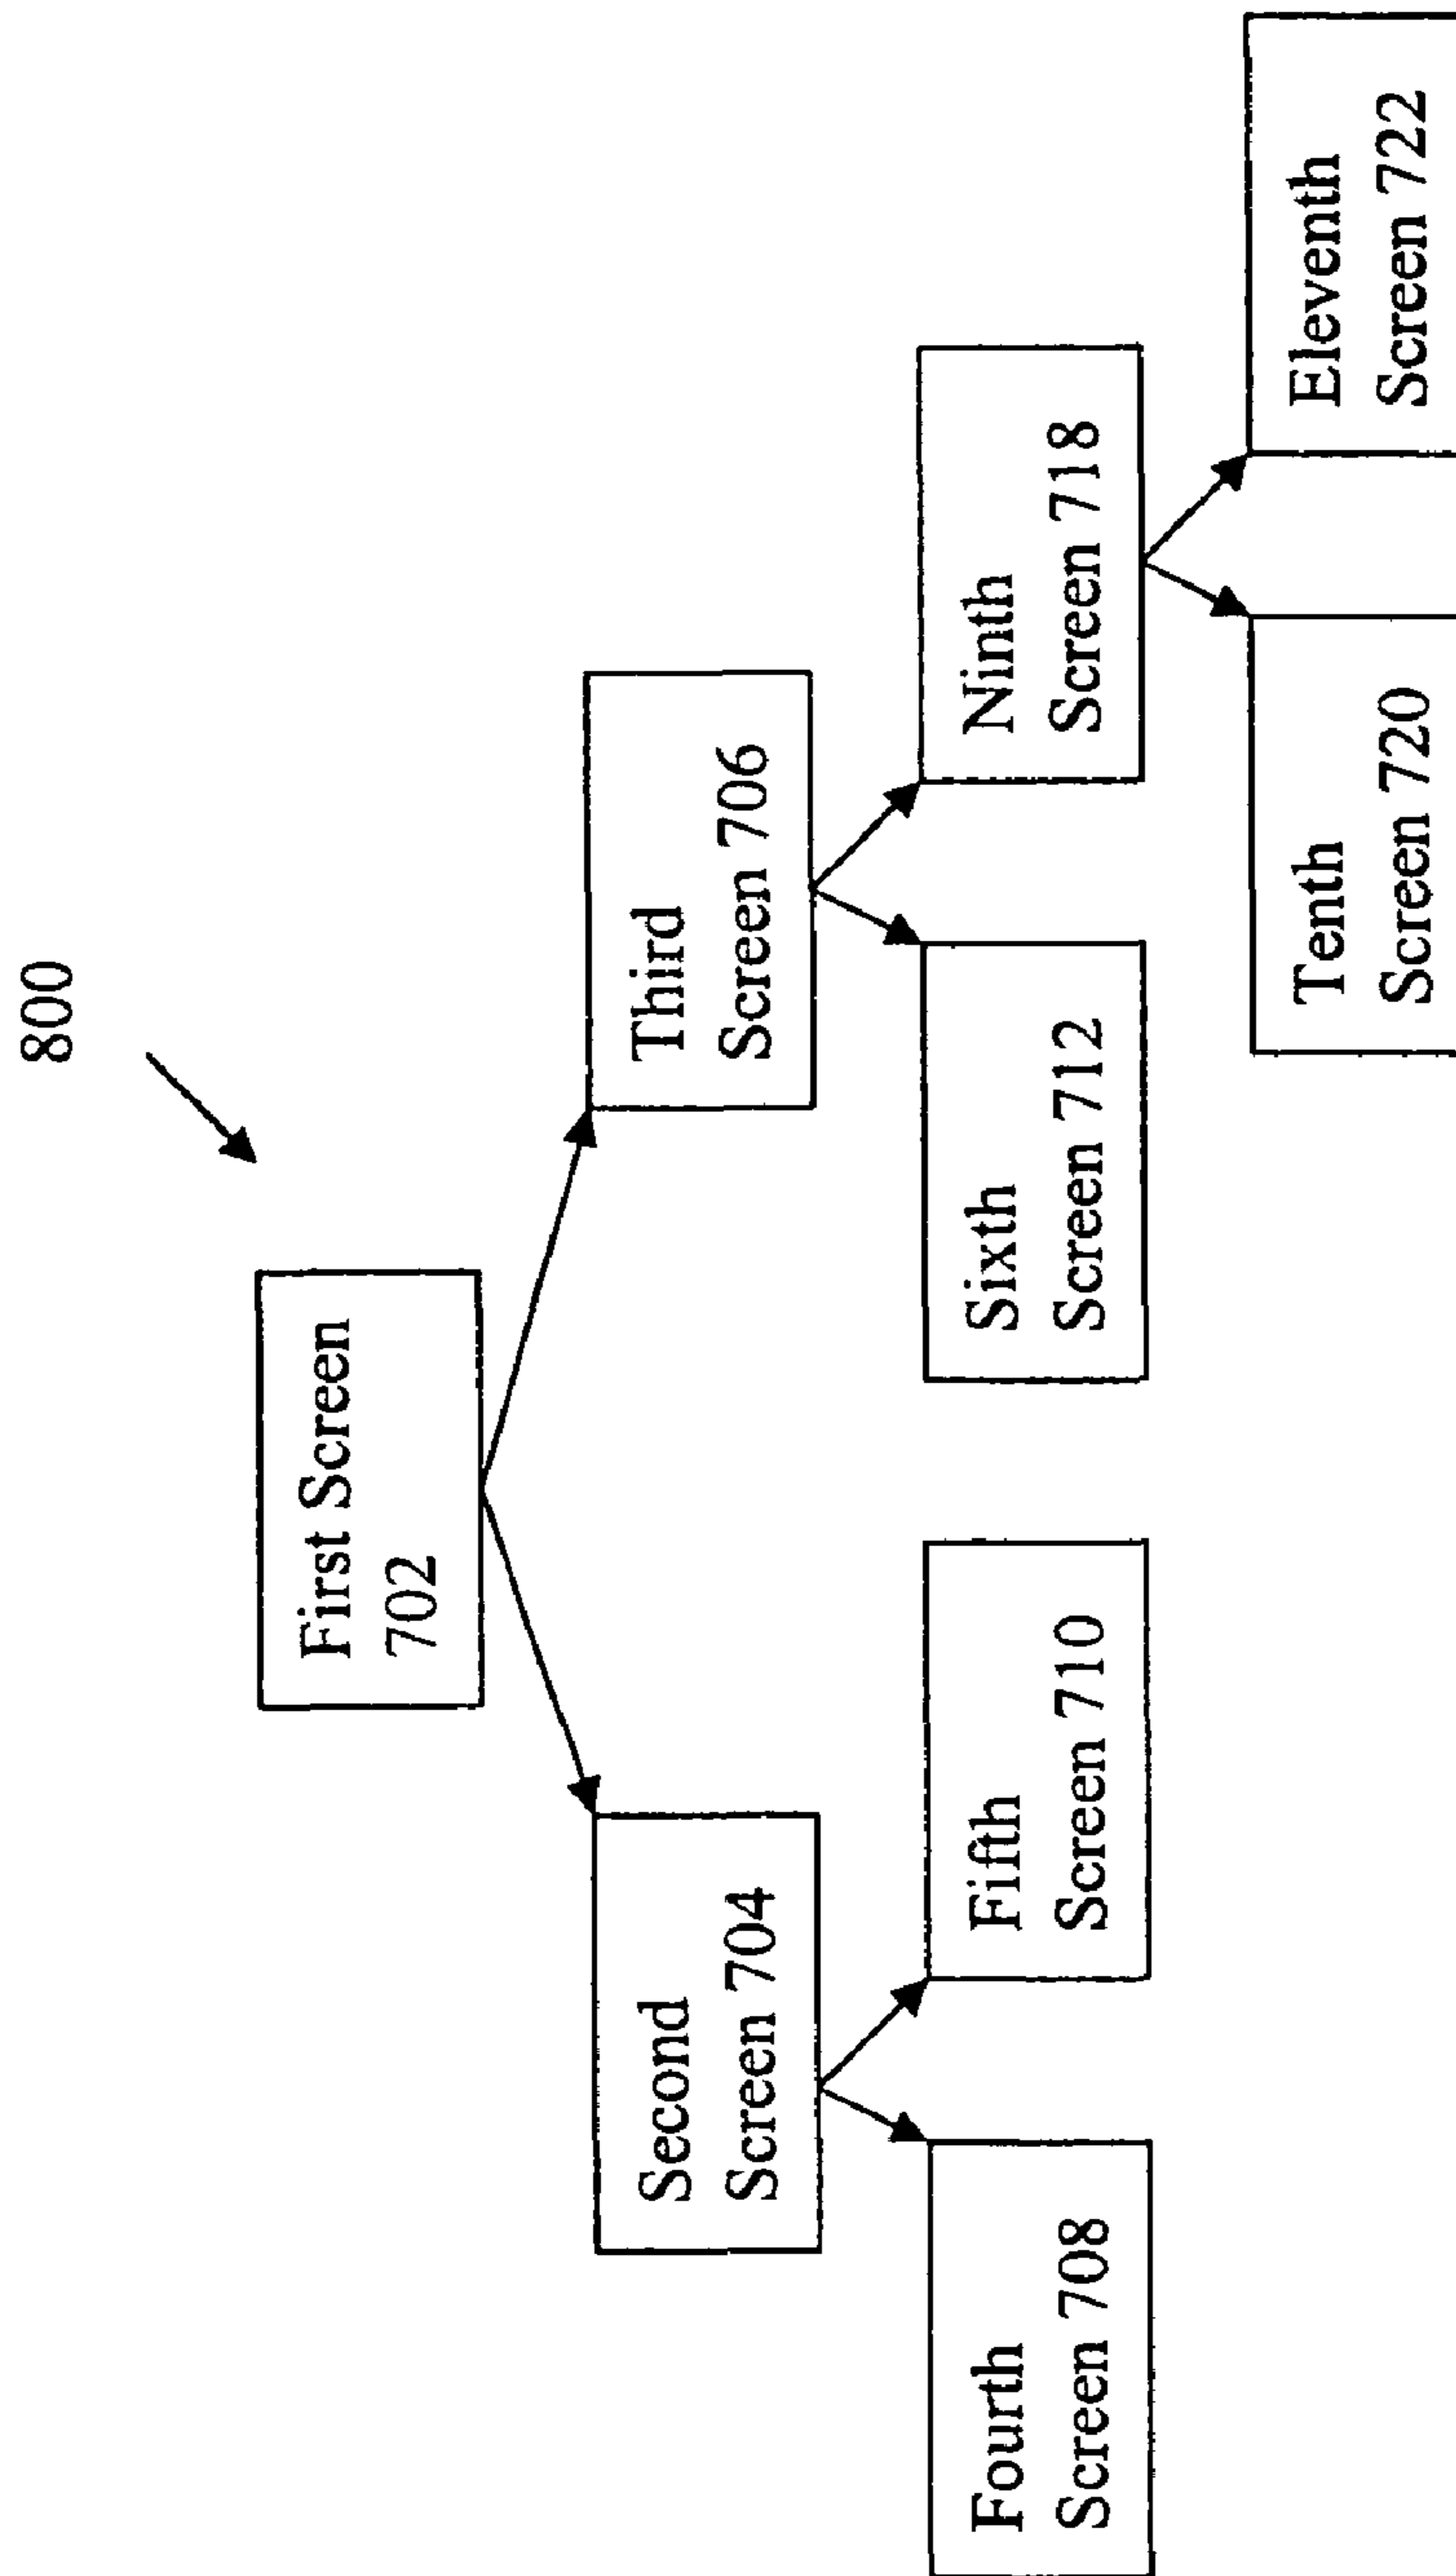 800
First Screen
702
Second
Screen 704
Third
Screen 706
Fourth
Screen 708
Fifth
Screen 710
Sixth
Screen 712
Ninth
Screen 718
Tenth
Screen 720
Eleventh
Screen 722